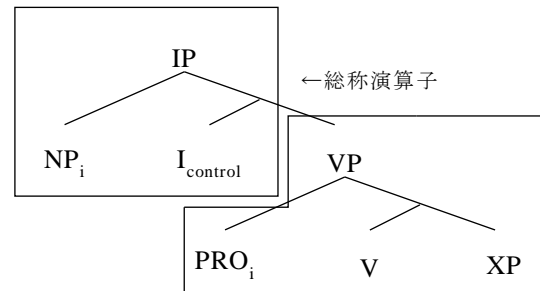 IP
←総称演算子
NPi
Icontrol
VP
PROi
V
XP